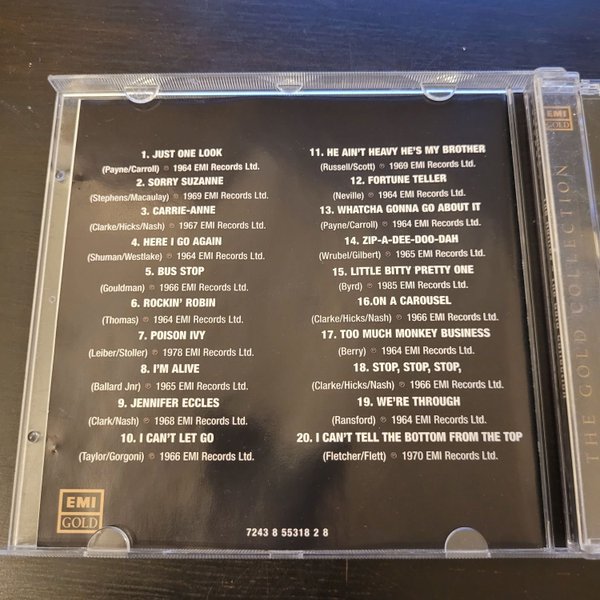 1. JUST ONE LOOK
(Payne/Carroll) ℗ 1964 EMI Records Ltd.
2. SORRY SUZANNE
(Stephens/Macaulay) ℗ 1969 EMI Records Ltd.
3. CARRIE-ANNE
(Clarke/Hicks/Nash) ℗ 1967 EMI Records Ltd.
4. HERE I GO AGAIN
(Shuman/Westlake) ℗ 1964 EMI Records Ltd.
5. BUS STOP
(Gouldman) ℗ 1966 EMI Records Ltd.
6. ROCKIN' ROBIN
(Thomas) ℗ 1964 EMI Records Ltd.
7. POISON IVY
(Leiber/Stoller) ℗ 1978 EMI Records Ltd.
8. I'M ALIVE
(Ballard Jnr) ℗ 1965 EMI Records Ltd.
9. JENNIFER ECCLES
(Clark/Nash) ℗ 1968 EMI Records Ltd.
10. I CAN'T LET GO
(Taylor/Gorgoni) ℗ 1966 EMI Records Ltd.
11. HE AIN'T HEAVY HE'S MY BROTHER
(Russell/Scott) ℗ 1969 EMI Records Ltd.
12. FORTUNE TELLER
(Neville) ℗ 1964 EMI Records Ltd.
13. WHATCHA GONNA GO ABOUT IT
(Payne/Carroll) ℗ 1964 EMI Records Ltd.
14. ZIP-A-DEE-DOO-DAH
(Wrubel/Gilbert) ℗ 1965 EMI Records Ltd.
15. LITTLE BITTY PRETTY ONE
(Byrd) ℗ 1985 EMI Records Ltd.
16.ON A CAROUSEL
(Clarke/Hicks/Nash) ℗ 1966 EMI Records Ltd.
17. TOO MUCH MONKEY BUSINESS
(Berry) ℗ 1964 EMI Records Ltd.
18. STOP, STOP, STOP,
(Clarke/Hicks/Nash) ℗ 1966 EMI Records Ltd.
19. WE'RE THROUGH
(Ransford) ℗ 1964 EMI Records Ltd.
20. I CAN'T TELL THE BOTTOM FROM THE TOP
(Fletcher/Flett) ℗ 1970 EMI Records Ltd.
EMI
GOLD
7243 8 55318 2 8
EMI
GOLD
THE GOLD COLLECTION